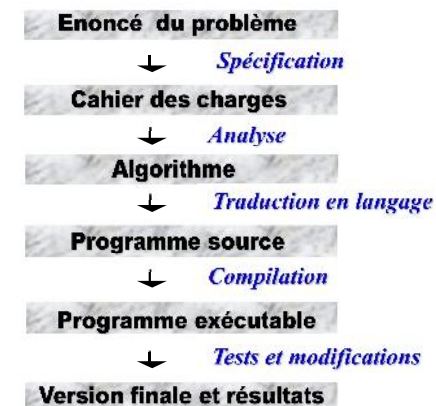 Enoncé du problème
Spécification
Cahier des charges
Analyse
Algorithme
Traduction en langage
Programme source
Compilation
Programme exécutable
Tests et modifications
Version finale et résultats